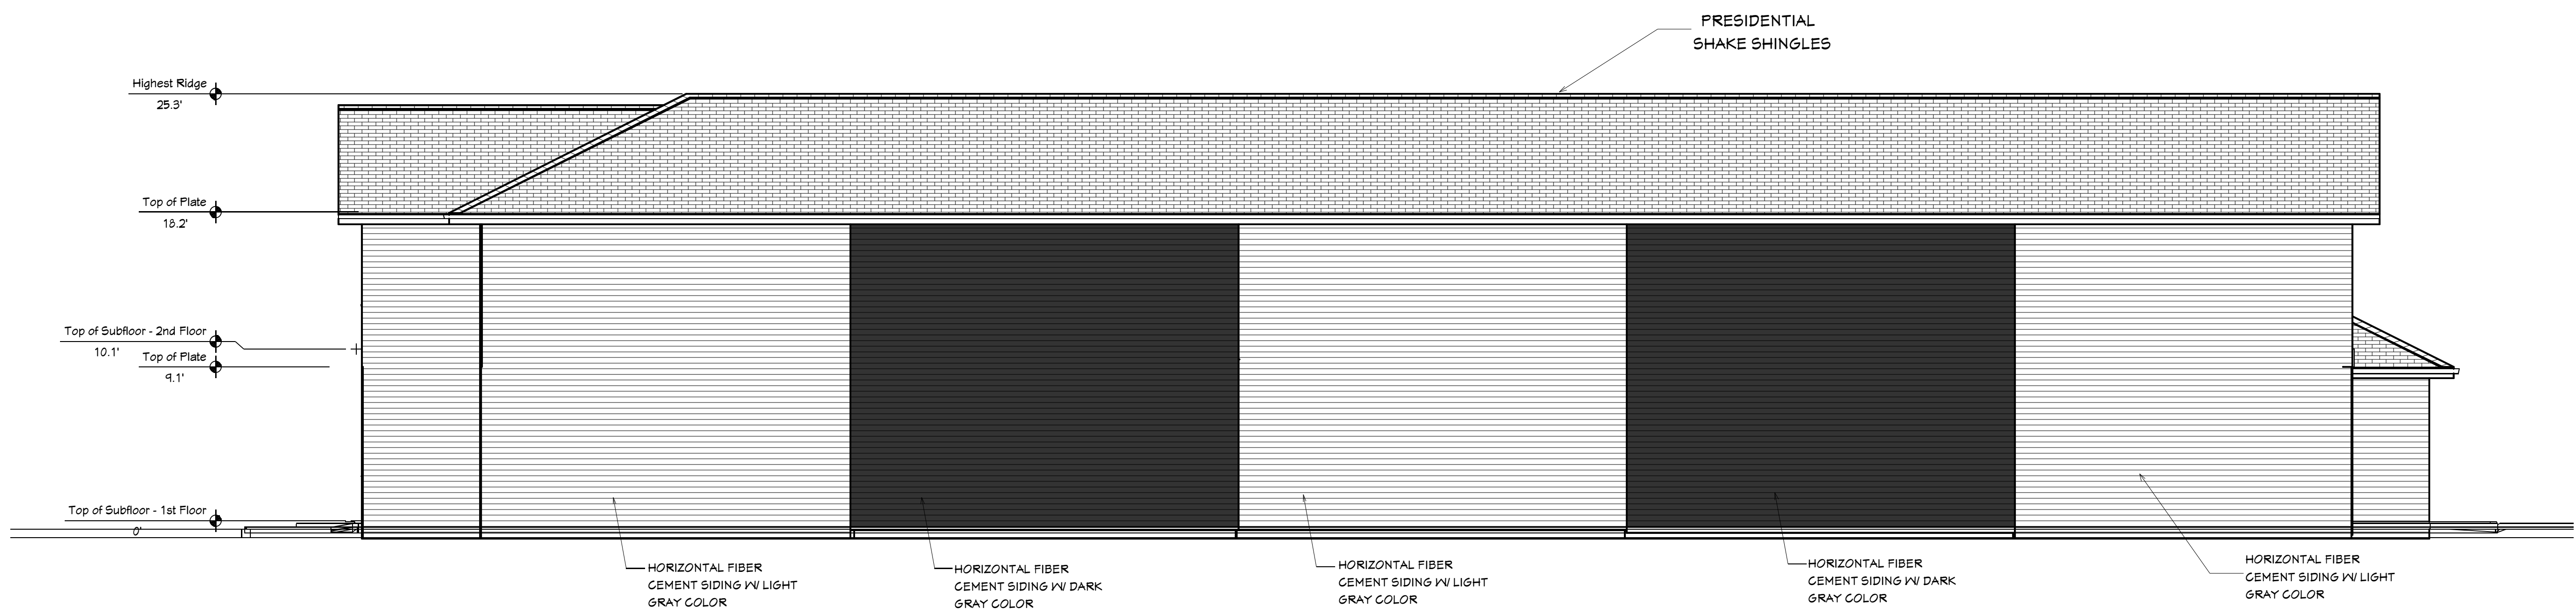 PRESIDENTIAL
SHAKE SHINGLES
Highest Ridge
25.3'
Top of Plate
18.2'
Top of Subfloor - 2nd Floor
10.1'
Top of Plate
9.1'
Top of Subfloor - 1st Floor
0'
HORIZONTAL FIBER
CEMENT SIDING W/ LIGHT
GRAY COLOR
HORIZONTAL FIBER
CEMENT SIDING W/ DARK
GRAY COLOR
HORIZONTAL FIBER
CEMENT SIDING W/ LIGHT
GRAY COLOR
HORIZONTAL FIBER
CEMENT SIDING W/ DARK
GRAY COLOR
HORIZONTAL FIBER
CEMENT SIDING W/ LIGHT
GRAY COLOR